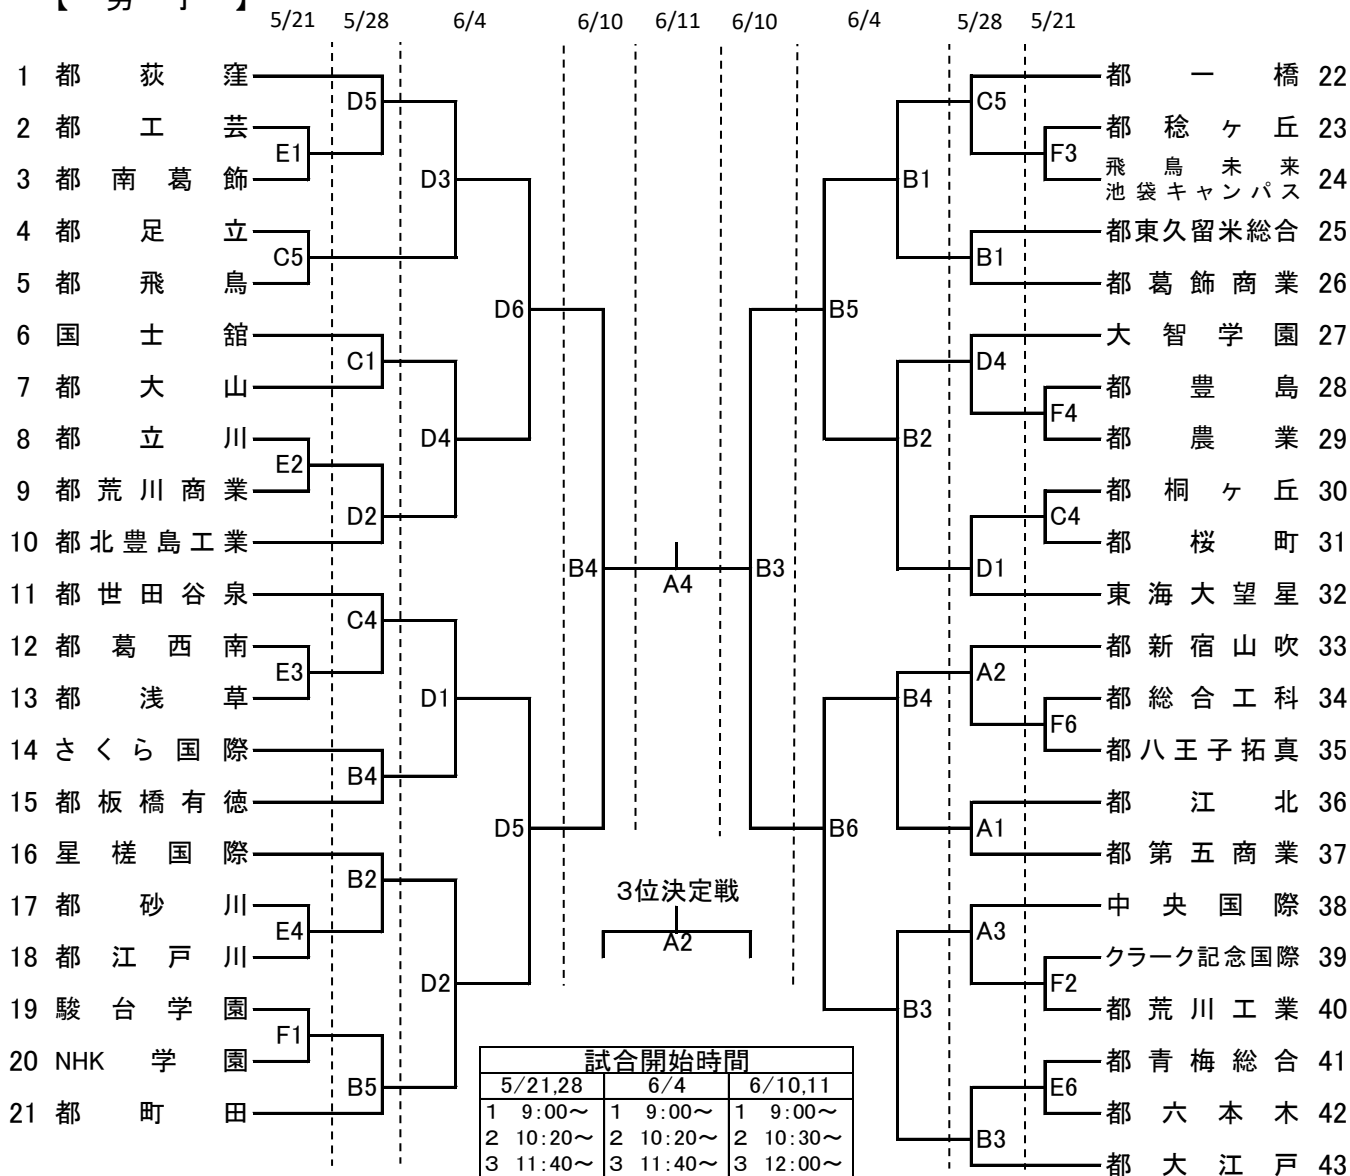 【 男 子 】
5/21 5/28 6/4 6/10 6/11 6/10 6/4 5/28 5/21
1 都荻窪
2 都工芸
3 都南葛飾
4 都足立
5 都飛鳥
6 国士舘
7 都大山
8 都立川
9 都荒川商業
10 都北豊島工業
11 都世田谷泉
12 都葛西南
13 都浅草
14 さくら国際
15 都板橋有徳
16 星槎国際
17 都砂川
18 都江戸川
19 駿台学園
20 NHK学園
21 都町田
E1
C5
E2
E3
E4
F1
D5
C1
D2
C4
B4
B2
B5
D3
D4
D1
D2
D6
D5
B4
A4
B3
3位決定戦
A2
B5
B6
B1
B2
B4
B3
C5
B1
D4
D1
A2
A1
A3
B3
F3
F4
C4
F6
F2
E6
都一橋 22
都稔ヶ丘 23
飛鳥未来
池袋キャンパス 24
都東久留米総合 25
都葛飾商業 26
大智学園 27
都豊島 28
都農業 29
都桐ヶ丘 30
都桜町 31
東海大望星 32
都新宿山吹 33
都総合工科 34
都八王子拓真 35
都江北 36
都第五商業 37
中央国際 38
クラーク記念国際 39
都荒川工業 40
都青梅総合 41
都六本木 42
都大江戸 43
試合開始時間
5/21,28 6/4 6/10,11
1 9:00～ 1 9:00～ 1 9:00～
2 10:20～ 2 10:20～ 2 10:30～
3 11:40～ 3 11:40～ 3 12:00～